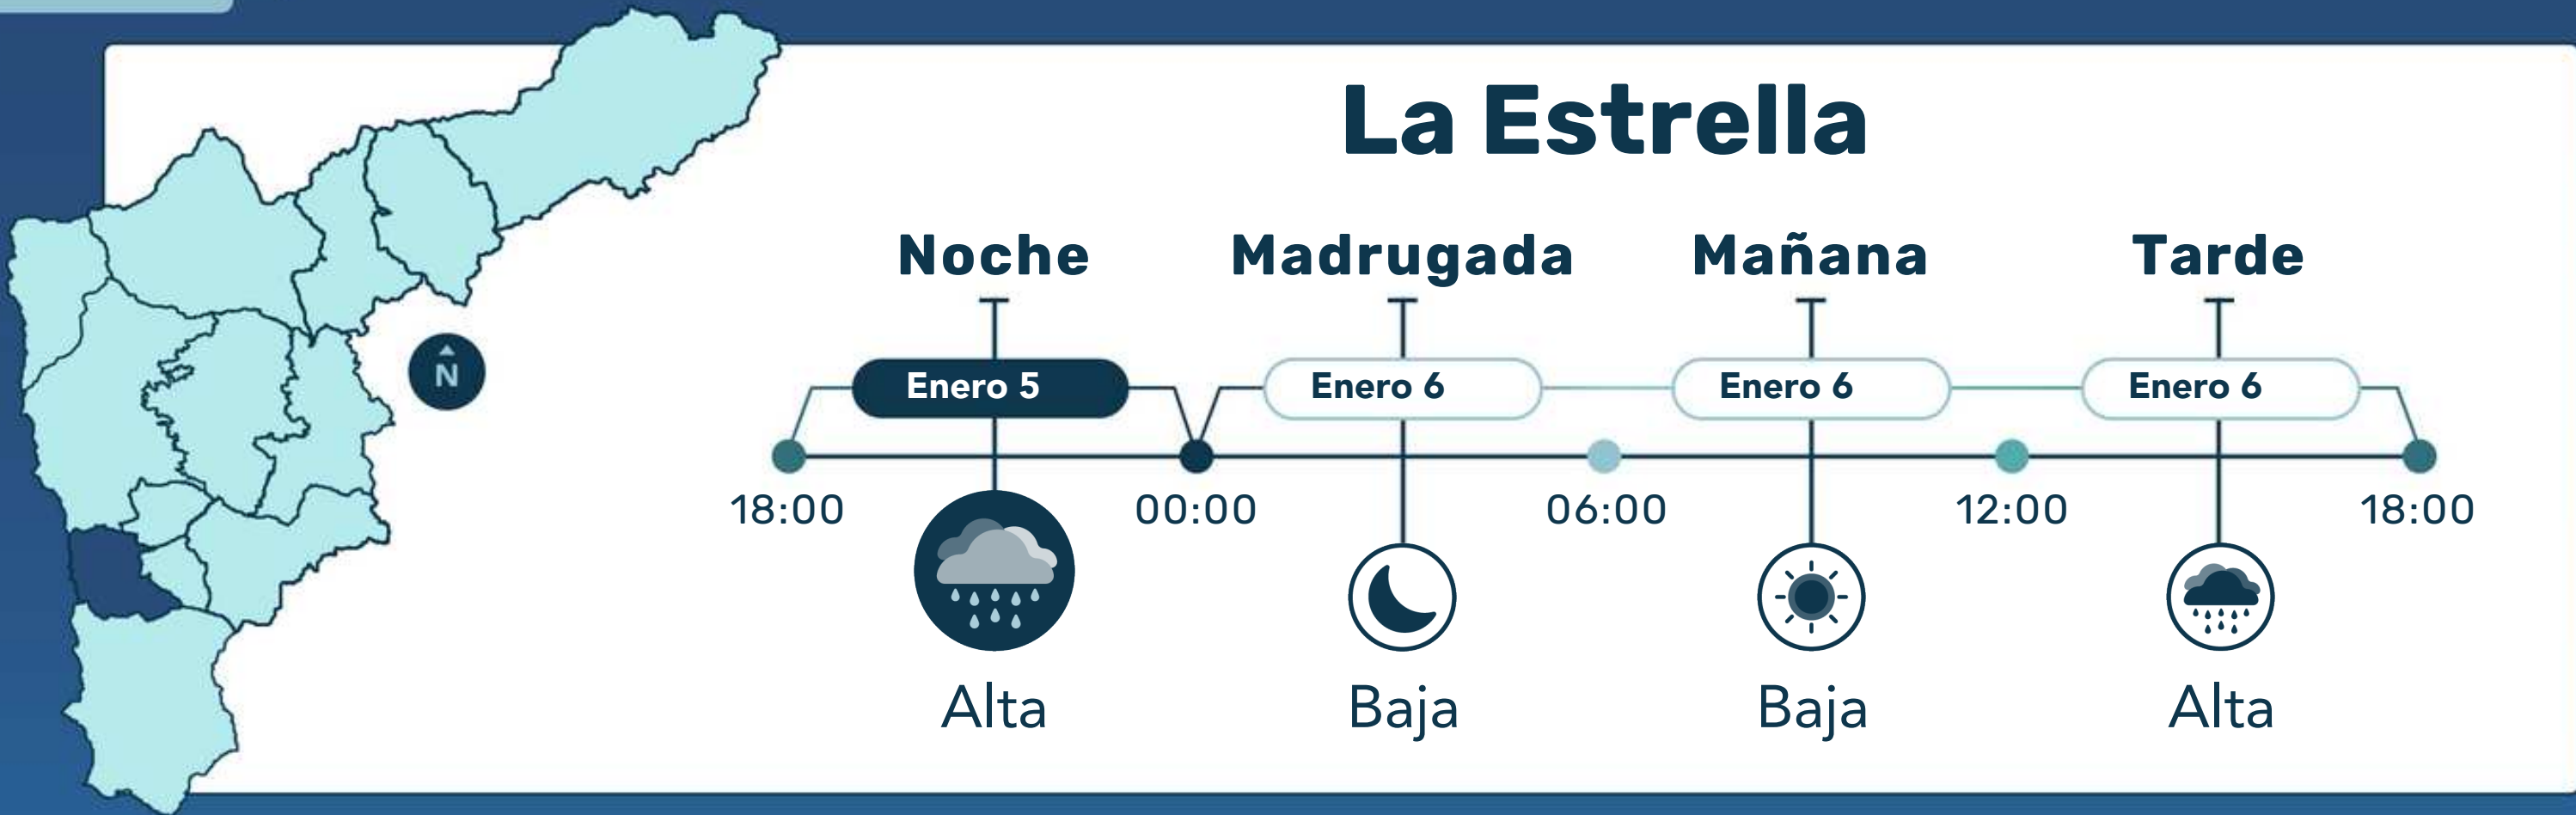 La Estrella
Noche Madrugada Mañana Tarde
Enero 5 Enero 6 Enero 6 Enero 6
N
18:00 00:00 06:00 12:00 18:00
Alta Baja Baja Alta